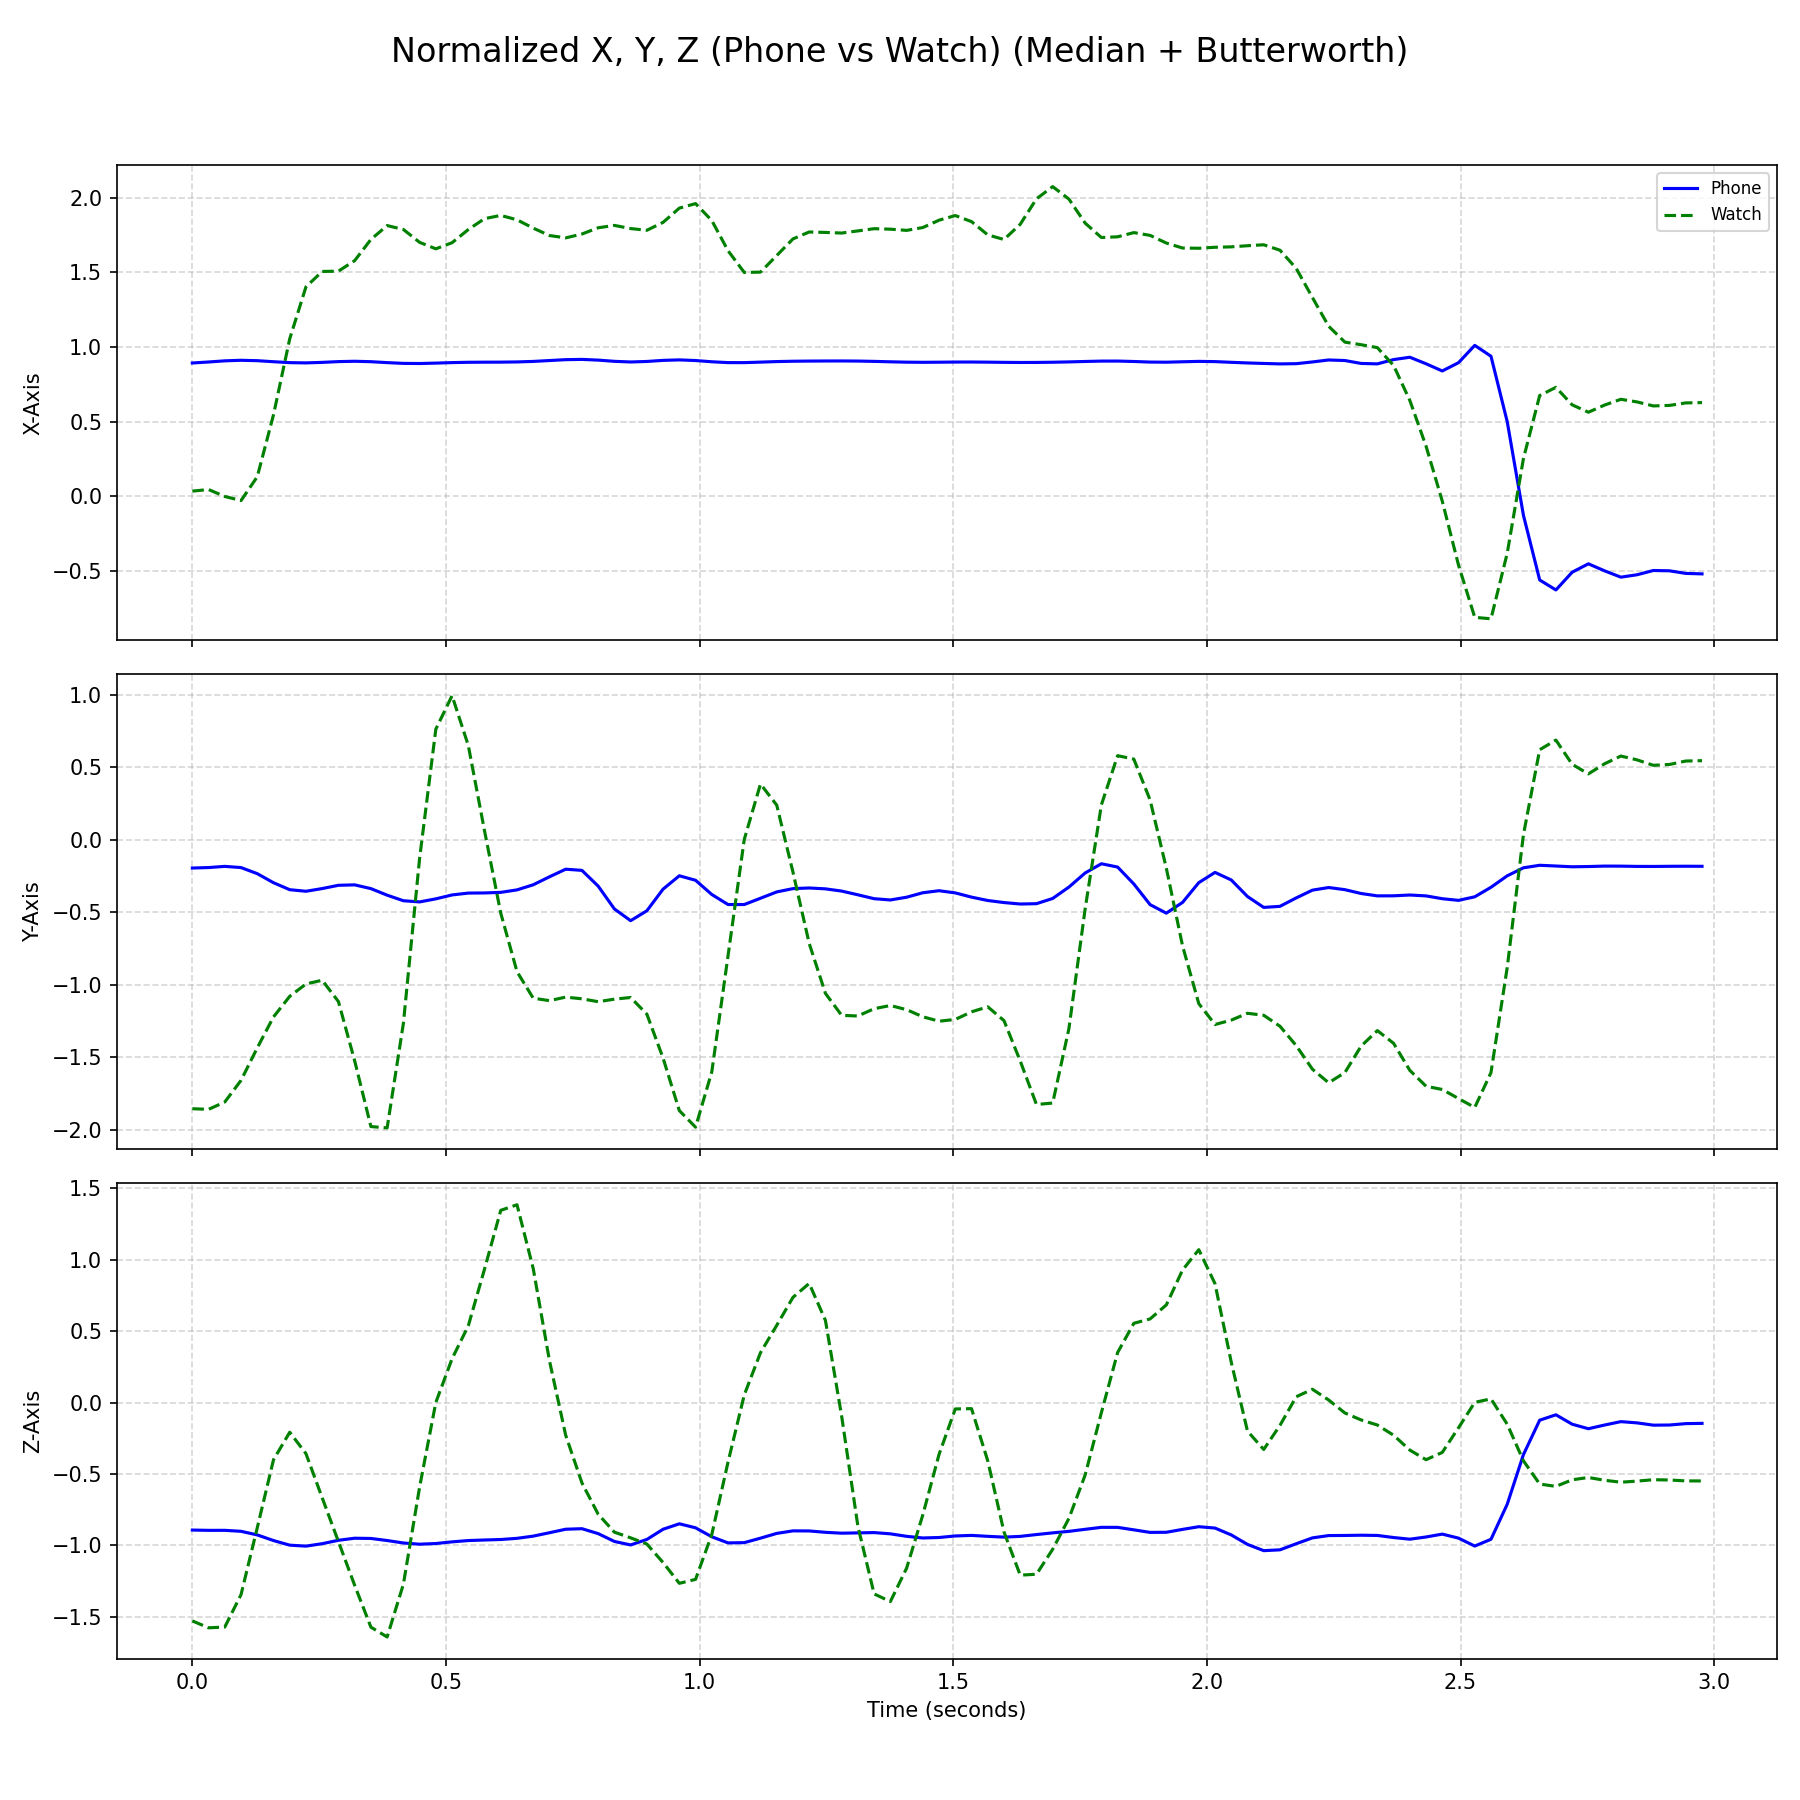 Normalized X, Y, Z (Phone vs Watch) (Median + Butterworth)
Phone
Watch
2.0
1.5
1.0
0.5
0.0
−0.5
X-Axis
1.0
0.5
0.0
−0.5
−1.0
−1.5
−2.0
Y-Axis
1.5
1.0
0.5
0.0
−0.5
−1.0
−1.5
Z-Axis
0.0 0.5 1.0 1.5 2.0 2.5 3.0
Time (seconds)